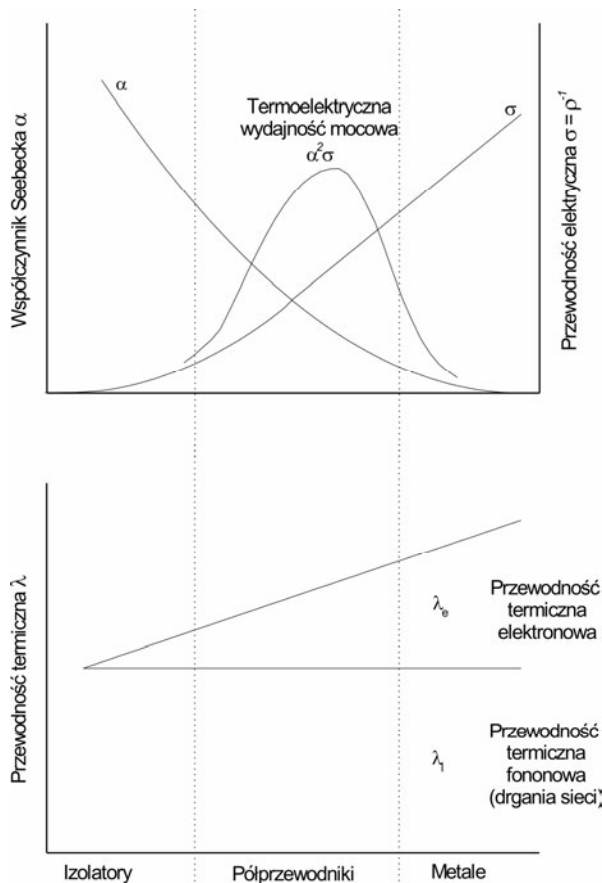 Współczynnik Seebecka α
α
Termoelektryczna
wydajność mocowa
α²σ
σ
Przewodność elektryczna σ = ρ⁻¹
Przewodność termiczna λ
λe
Przewodność
termiczna
elektronowa
λl
Przewodność
termiczna
fononowa
(drgania sieci)
Izolatory
Półprzewodniki
Metale